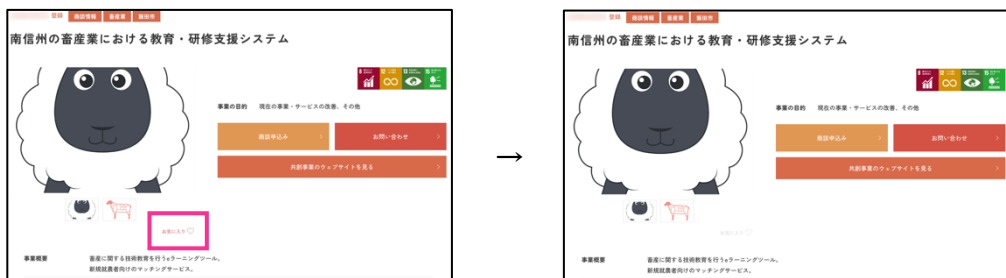 登録 商談情報 畜産業 飯田市
南信州の畜産業における教育・研修支援システム
事業の目的 現在の事業・サービスの改善、その他
商談申込み >
お問い合わせ >
共創事業のウェブサイトを見る >
お気に入り♡
事業概要 畜産に関する技術教育を行うeラーニングツール。
新規就農者向けのマッチングサービス。
→
登録 商談情報 畜産業 飯田市
南信州の畜産業における教育・研修支援システム
事業の目的 現在の事業・サービスの改善、その他
商談申込み >
お問い合わせ >
共創事業のウェブサイトを見る >
お気に入り♡
事業概要 畜産に関する技術教育を行うeラーニングツール。
新規就農者向けのマッチングサービス。